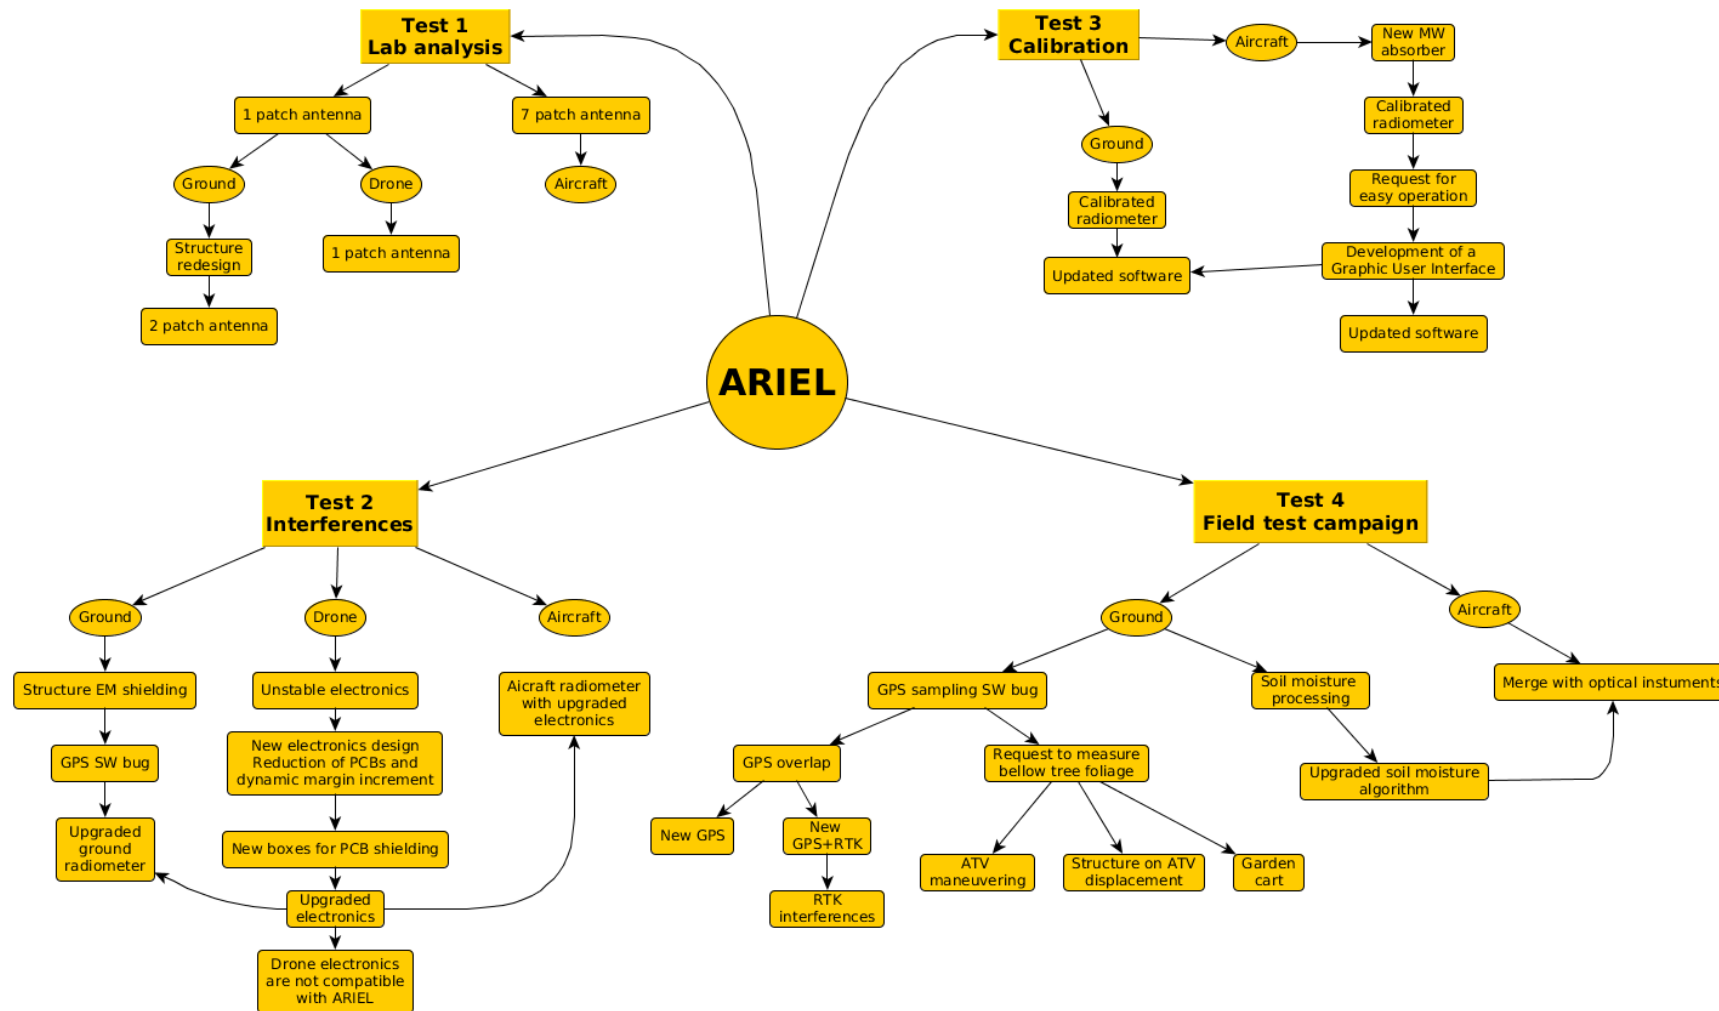 Test 1
Lab analysis
1 patch antenna
7 patch antenna
Ground
Drone
Aircraft
Structure
redesign
1 patch antenna
2 patch antenna
Test 3
Calibration
Aircraft
New MW
absorber
Calibrated
radiometer
Ground
Request for
easy operation
Calibrated
radiometer
Development of a
Graphic User Interface
Updated software
Updated software
ARIEL
Test 2
Interferences
Ground
Drone
Aircraft
Structure EM shielding
Unstable electronics
Aicraft radiometer
with upgraded
electronics
GPS SW bug
New electronics design
Reduction of PCBs and
dynamic margin increment
Upgraded
ground
radiometer
New boxes for PCB shielding
Upgraded
electronics
Drone electronics
are not compatible
with ARIEL
Test 4
Field test campaign
Ground
Aircraft
GPS sampling SW bug
Soil moisture
processing
Merge with optical instuments
GPS overlap
Request to measure
bellow tree foliage
Upgraded soil moisture
algorithm
New GPS
New
GPS+RTK
ATV
maneuvering
Structure on ATV
displacement
Garden
cart
RTK
interferences